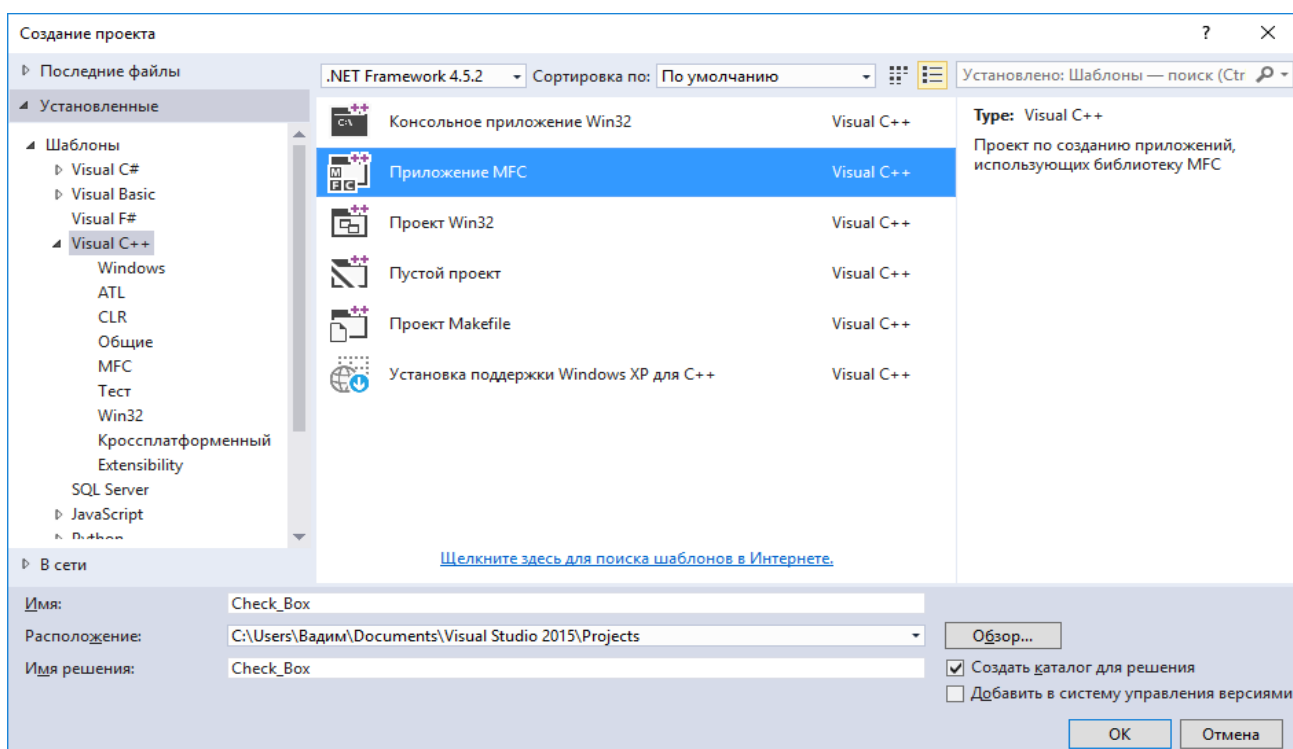 Создание проекта
?
Последние файлы
.NET Framework 4.5.2
Сортировка по:
По умолчанию
Установлено: Шаблоны — поиск (Ctr
Установленные
Шаблоны
Visual C#
Visual Basic
Visual F#
Visual C++
Windows
ATL
CLR
Общие
MFC
Тест
Win32
Кроссплатформенный
Extensibility
SQL Server
JavaScript
Python
В сети
Консольное приложение Win32 Visual C++
Приложение MFC Visual C++
Проект Win32 Visual C++
Пустой проект Visual C++
Проект Makefile Visual C++
Установка поддержки Windows XP для C++ Visual C++
Щелкните здесь для поиска шаблонов в Интернете.
Type: Visual C++
Проект по созданию приложений,
использующих библиотеку MFC
Имя: Check_Box
Расположение: C:\Users\Вадим\Documents\Visual Studio 2015\Projects
Обзор...
Имя решения: Check_Box
Создать каталог для решения
Добавить в систему управления версиями
ОК
Отмена